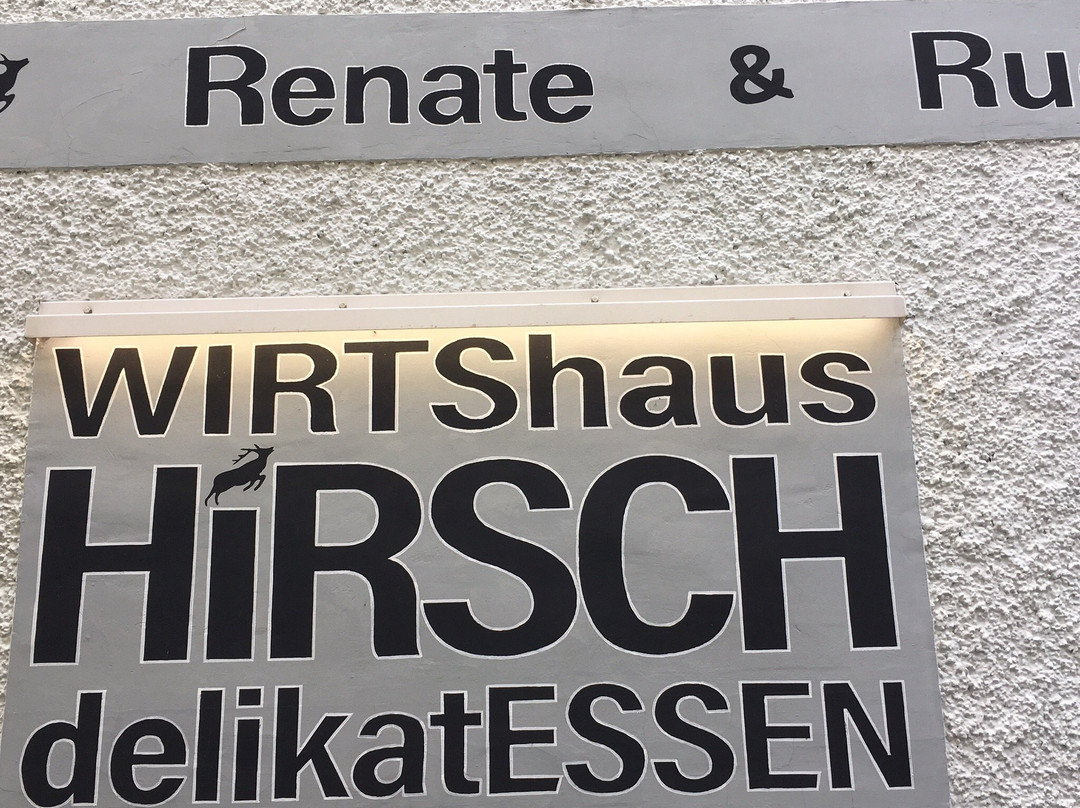 Renate & Ru
WIRTShaus
HiRSCH
delikatESSEN